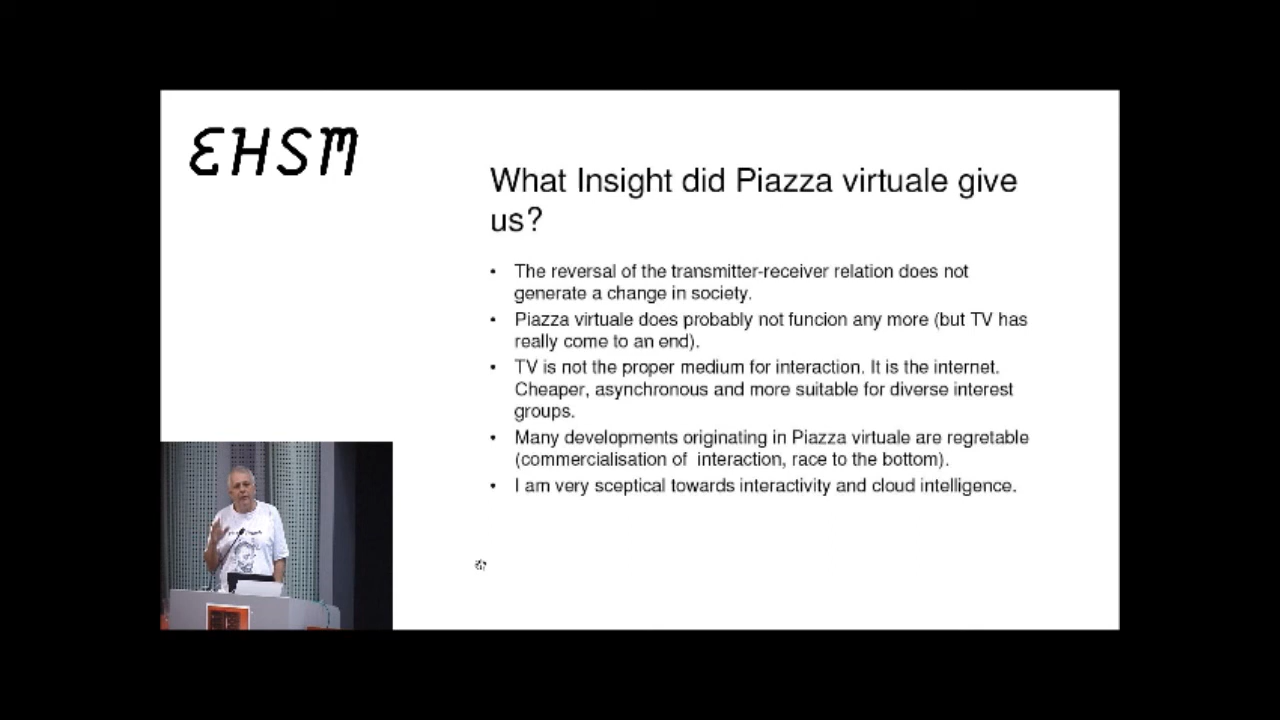 EHSM
What Insight did Piazza virtuale give
us?
• The reversal of the transmitter-receiver relation does not
generate a change in society.
• Piazza virtuale does probably not funcion any more (but TV has
really come to an end).
• TV is not the proper medium for interaction. It is the internet.
Cheaper, asynchronous and more suitable for diverse interest
groups.
• Many developments originating in Piazza virtuale are regretable
(commercialisation of  interaction, race to the bottom).
• I am very sceptical towards interactivity and cloud intelligence.